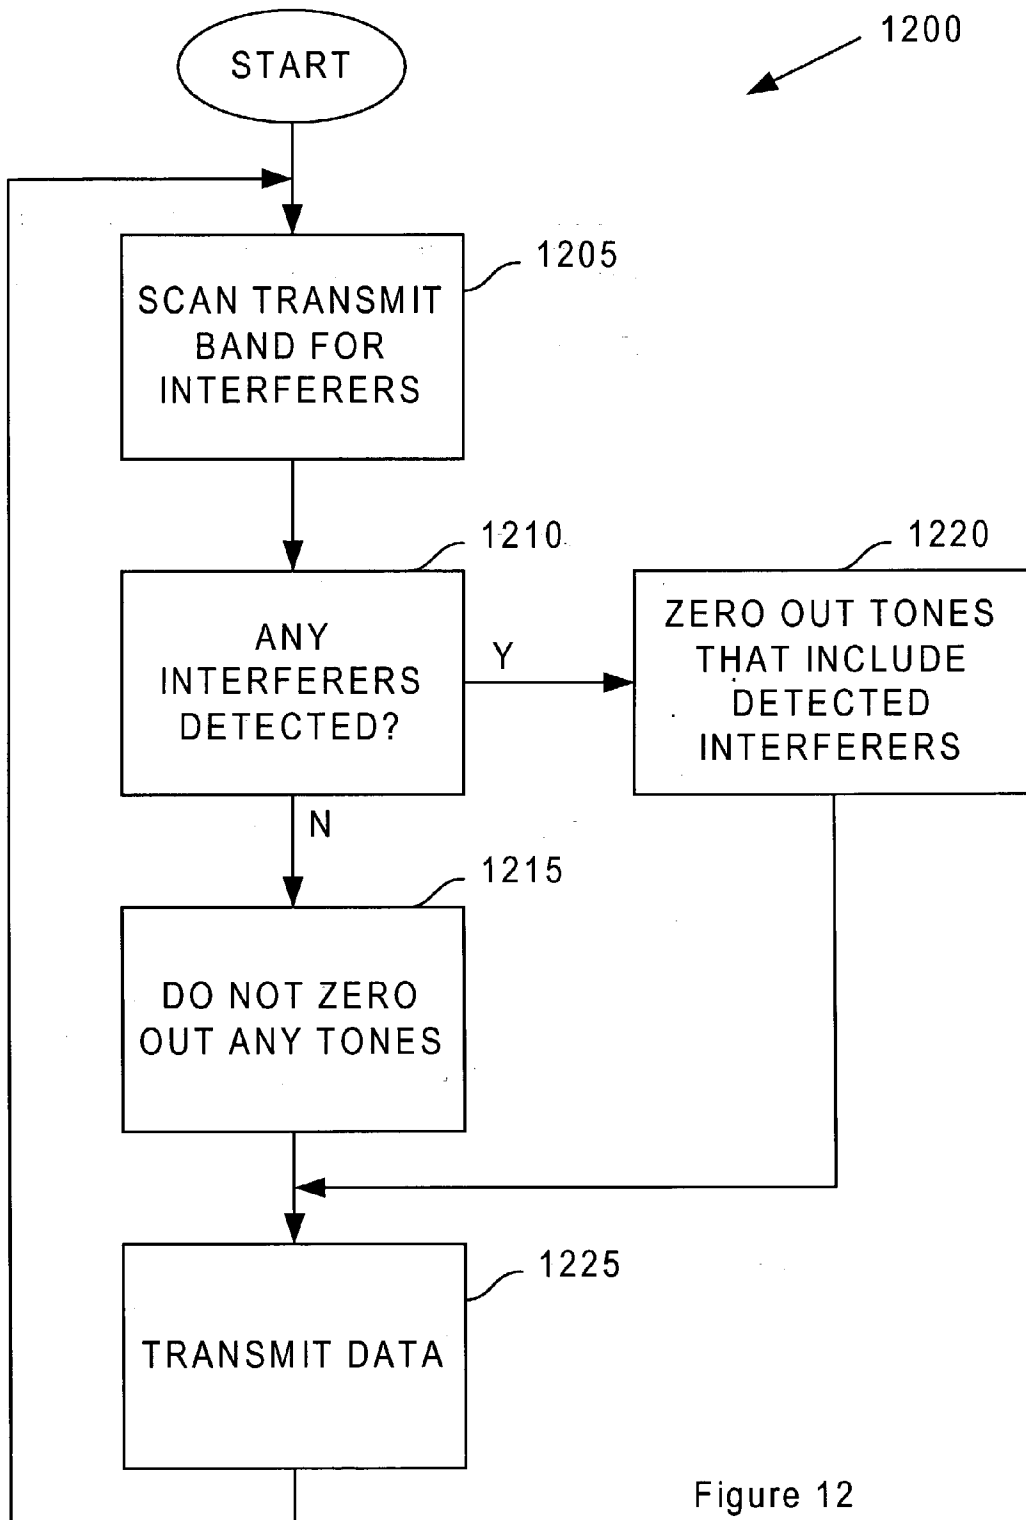 1200
START
1205
SCAN TRANSMIT
BAND FOR
INTERFERERS
1210
ANY
INTERFERERS
DETECTED?
Y
1220
ZERO OUT TONES
THAT INCLUDE
DETECTED
INTERFERERS
N
1215
DO NOT ZERO
OUT ANY TONES
1225
TRANSMIT DATA
Figure 12